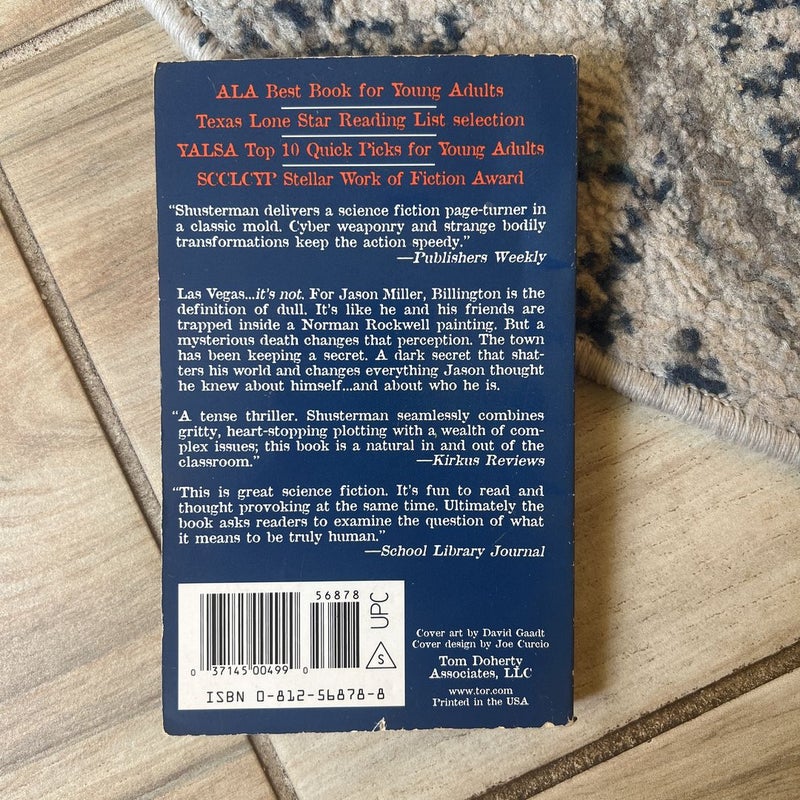 ALA Best Book for Young Adults
Texas Lone Star Reading List selection
YALSA Top 10 Quick Picks for Young Adults
SCCLCYP Stellar Work of Fiction Award
“Shusterman delivers a science fiction page-turner in
a classic mold. Cyber weaponry and strange bodily
transformations keep the action speedy.”
—Publishers Weekly
Las Vegas...it's not. For Jason Miller, Billington is the
definition of dull. It's like he and his friends are
trapped inside a Norman Rockwell painting. But a
mysterious death changes that perception. The town
has been keeping a secret. A dark secret that shat-
ters his world and changes everything Jason thought
he knew about himself...and about who he is.
“A tense thriller. Shusterman seamlessly combines
gritty, heart-stopping plotting with a wealth of com-
plex issues; this book is a natural in and out of the
classroom.” —Kirkus Reviews
“This is great science fiction. It's fun to read and
thought provoking at the same time. Ultimately the
book asks readers to examine the question of what
it means to be truly human.”
—School Library Journal
56878
UPC
S
0 37145 00499 0
ISBN 0-812-56878-8
Cover art by David Gaadt
Cover design by Joe Curcio
Tom Doherty
Associates, LLC
www.tor.com
Printed in the USA